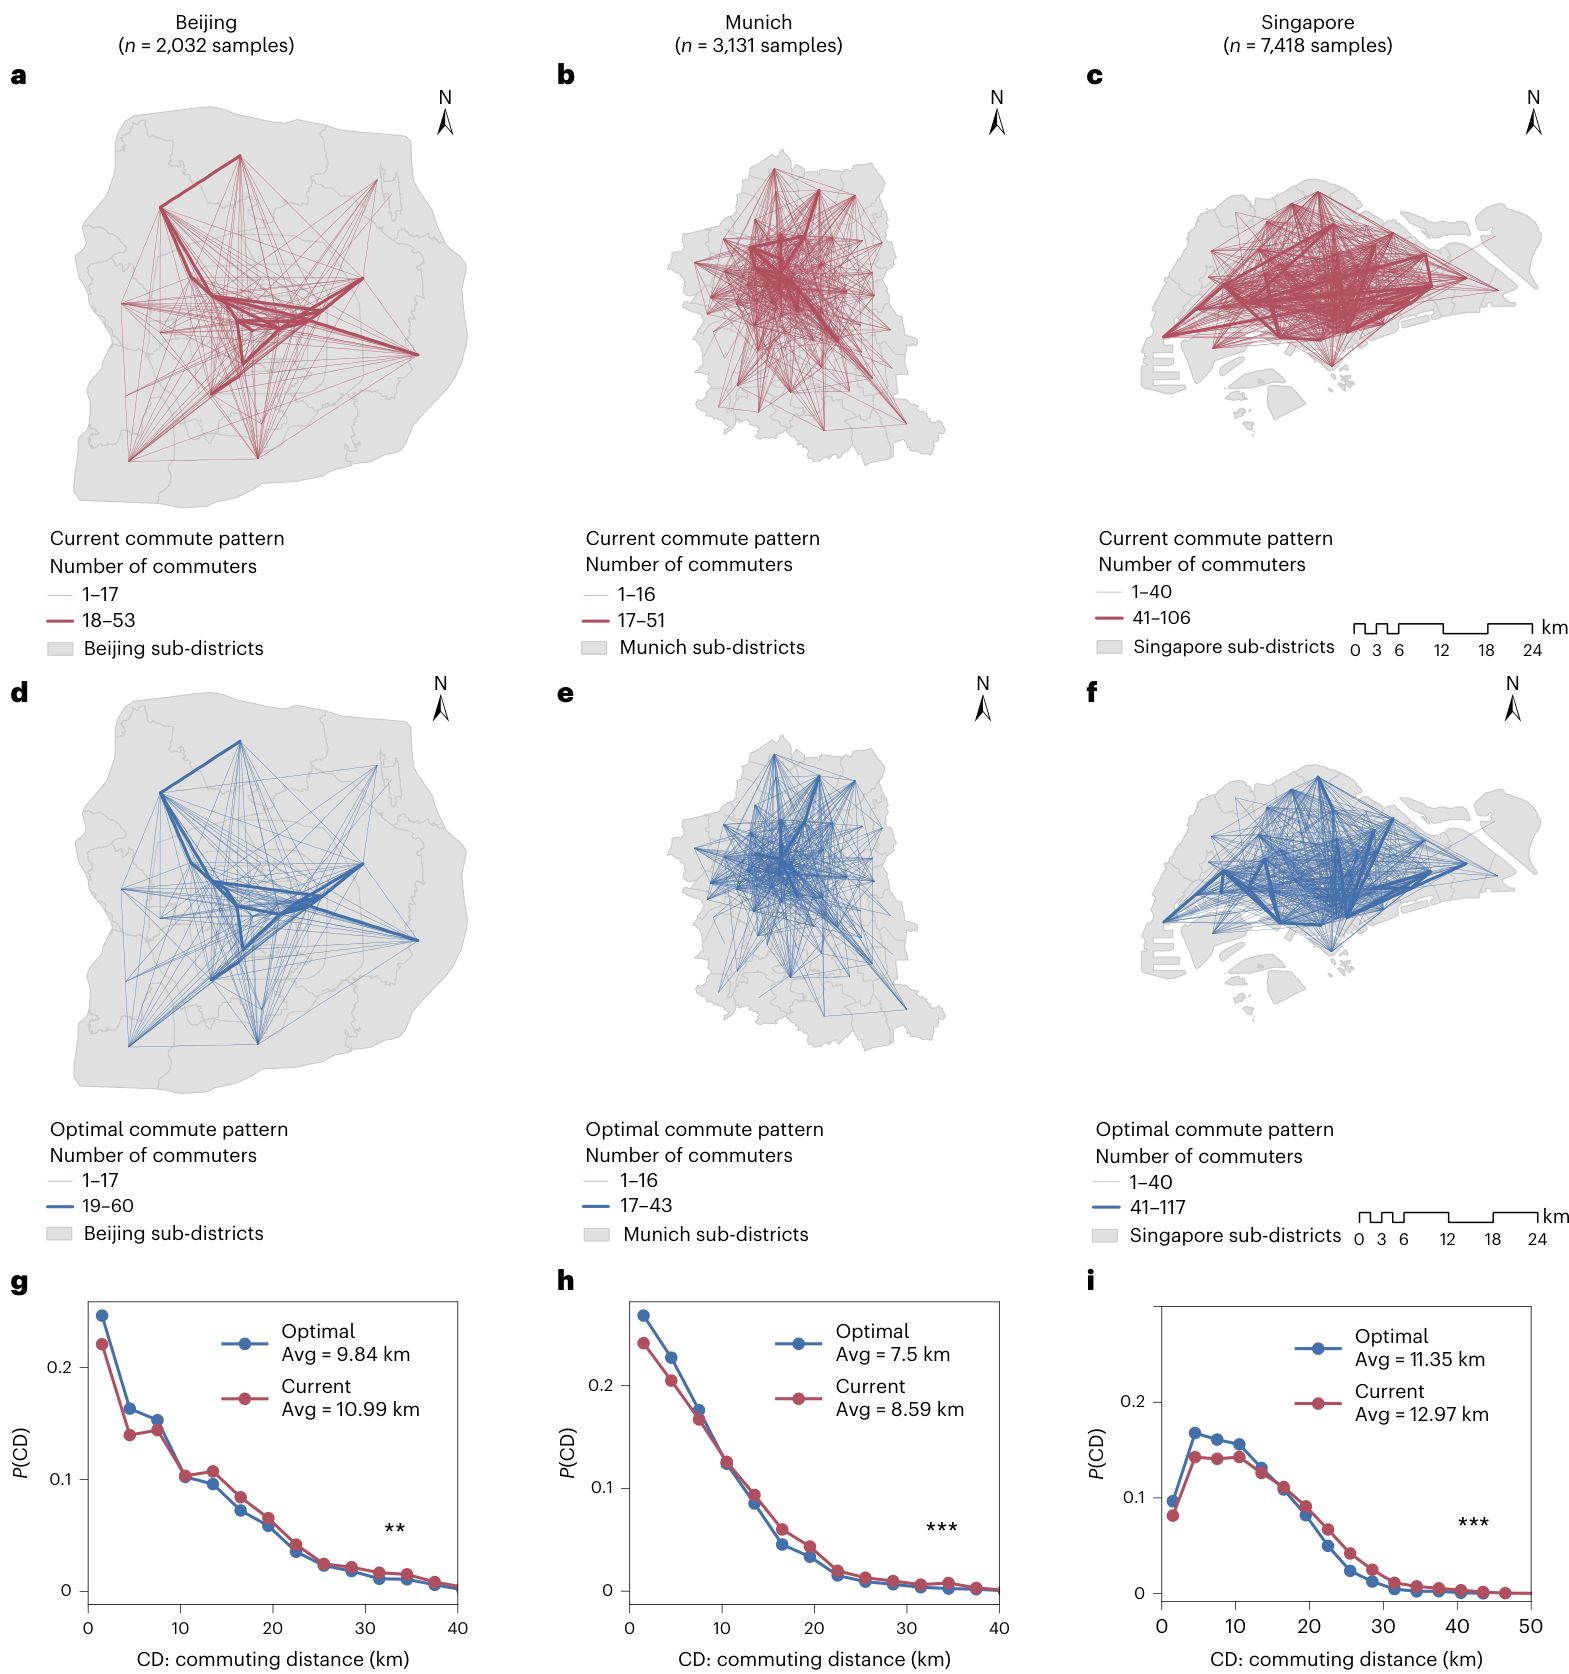 Beijing
(n = 2,032 samples)
Munich
(n = 3,131 samples)
Singapore
(n = 7,418 samples)
a
N
b
N
c
N
Current commute pattern
Number of commuters
1–17
18–53
Beijing sub-districts
Current commute pattern
Number of commuters
1–16
17–51
Munich sub-districts
Current commute pattern
Number of commuters
1–40
41–106
Singapore sub-districts
km
0 3 6 12 18 24
d
N
e
N
f
N
Optimal commute pattern
Number of commuters
1–17
19–60
Beijing sub-districts
Optimal commute pattern
Number of commuters
1–16
17–43
Munich sub-districts
Optimal commute pattern
Number of commuters
1–40
41–117
Singapore sub-districts
km
0 3 6 12 18 24
g
Optimal
Avg = 9.84 km
Current
Avg = 10.99 km
0.2
0.1
0
P(CD)
**
0 10 20 30 40
CD: commuting distance (km)
h
Optimal
Avg = 7.5 km
Current
Avg = 8.59 km
0.2
0.1
0
P(CD)
***
0 10 20 30 40
CD: commuting distance (km)
i
Optimal
Avg = 11.35 km
Current
Avg = 12.97 km
0.2
0.1
0
P(CD)
***
0 10 20 30 40 50
CD: commuting distance (km)